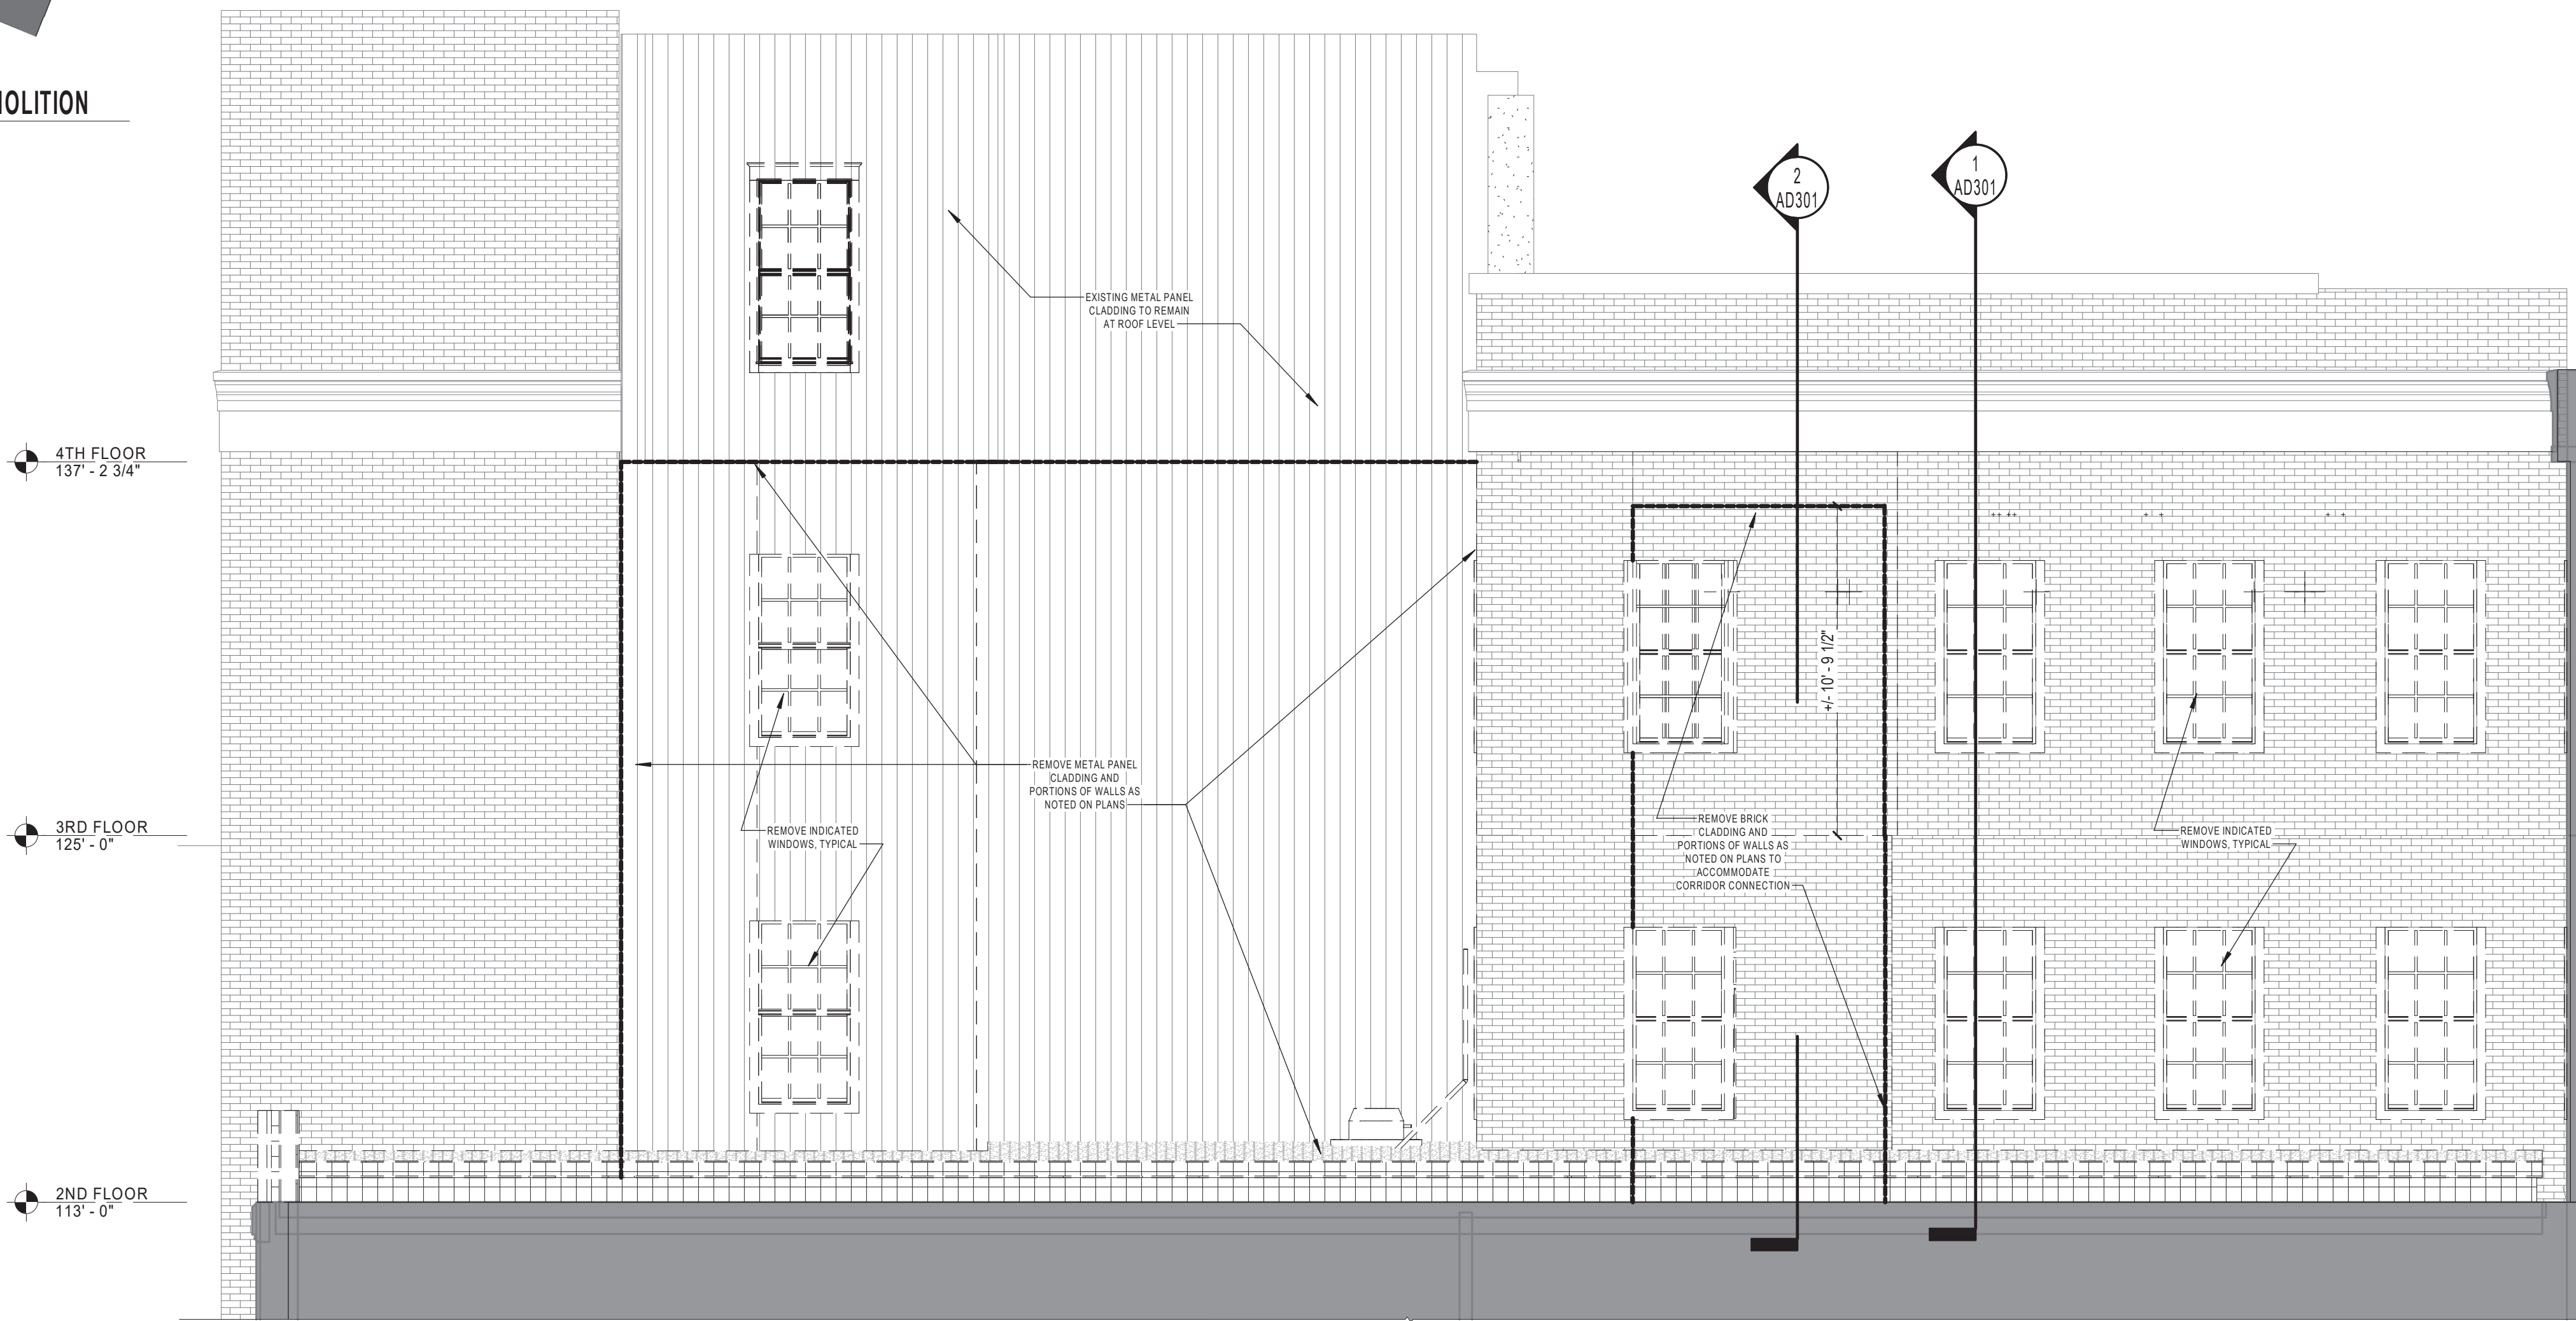 MOLITION
2
AD301
1
AD301
EXISTING METAL PANEL
CLADDING TO REMAIN
AT ROOF LEVEL
4TH FLOOR
137' - 2 3/4"
+/- 10' - 9 1/2"
REMOVE METAL PANEL
CLADDING AND
PORTIONS OF WALLS AS
NOTED ON PLANS
3RD FLOOR
125' - 0"
REMOVE INDICATED
WINDOWS, TYPICAL
REMOVE BRICK
CLADDING AND
PORTIONS OF WALLS AS
NOTED ON PLANS TO
ACCOMMODATE
CORRIDOR CONNECTION
REMOVE INDICATED
WINDOWS, TYPICAL
2ND FLOOR
113' - 0"